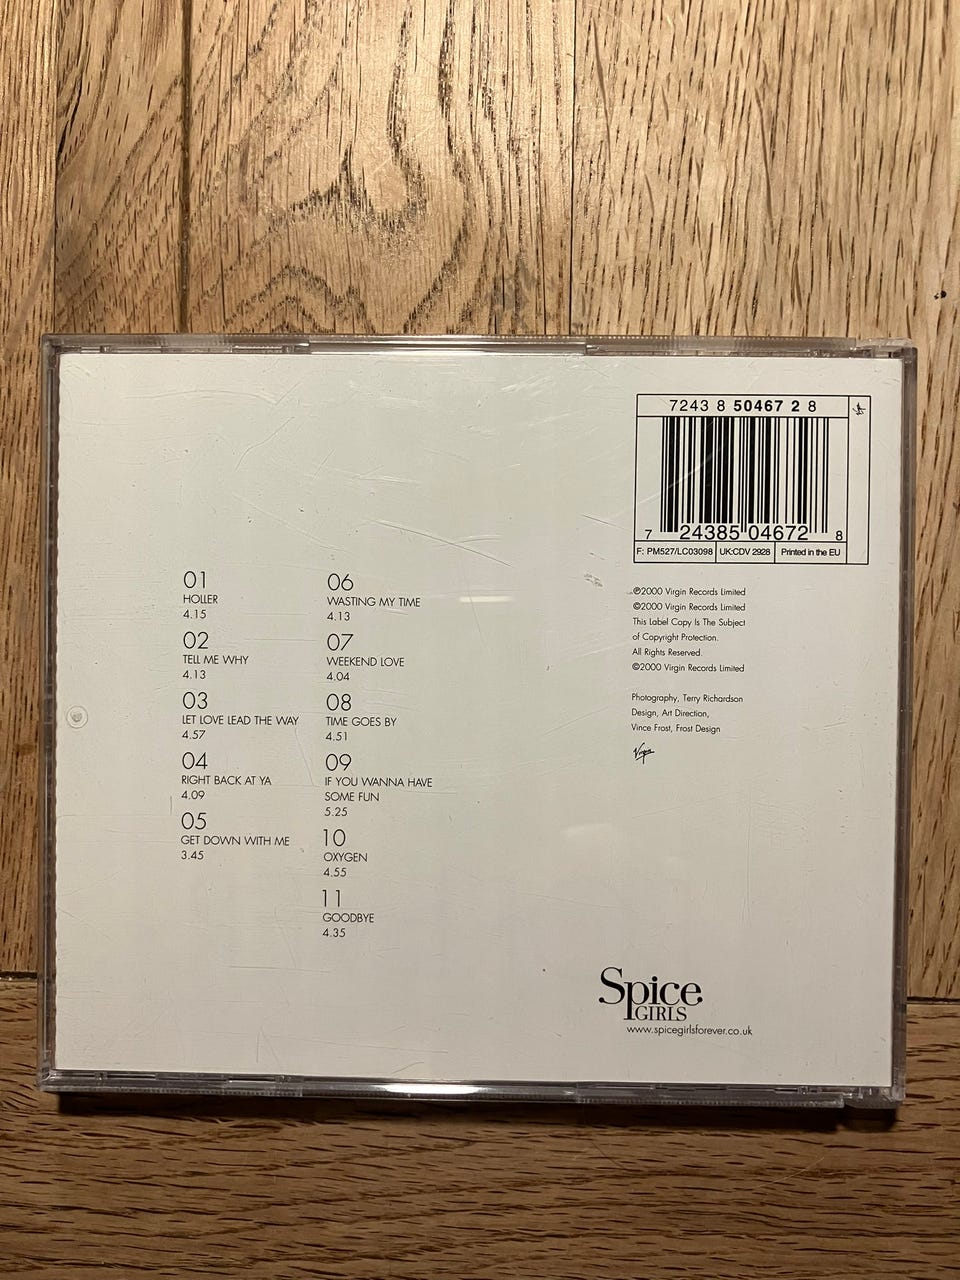 7243 8 50467 2 8
7 24385 04672 8
F: PM527/LC03098 UK:CDV 2928 Printed in the EU
01
HOLLER
4.15
02
TELL ME WHY
4.13
03
LET LOVE LEAD THE WAY
4.57
04
RIGHT BACK AT YA
4.09
05
GET DOWN WITH ME
3.45
06
WASTING MY TIME
4.13
07
WEEKEND LOVE
4.04
08
TIME GOES BY
4.51
09
IF YOU WANNA HAVE
SOME FUN
5.25
10
OXYGEN
4.55
11
GOODBYE
4.35
℗2000 Virgin Records Limited
©2000 Virgin Records Limited
This Label Copy Is The Subject
of Copyright Protection.
All Rights Reserved.
©2000 Virgin Records Limited
Photography, Terry Richardson
Design, Art Direction,
Vince Frost, Frost Design
Virgin
Spice
GIRLS
www.spicegirlsforever.co.uk